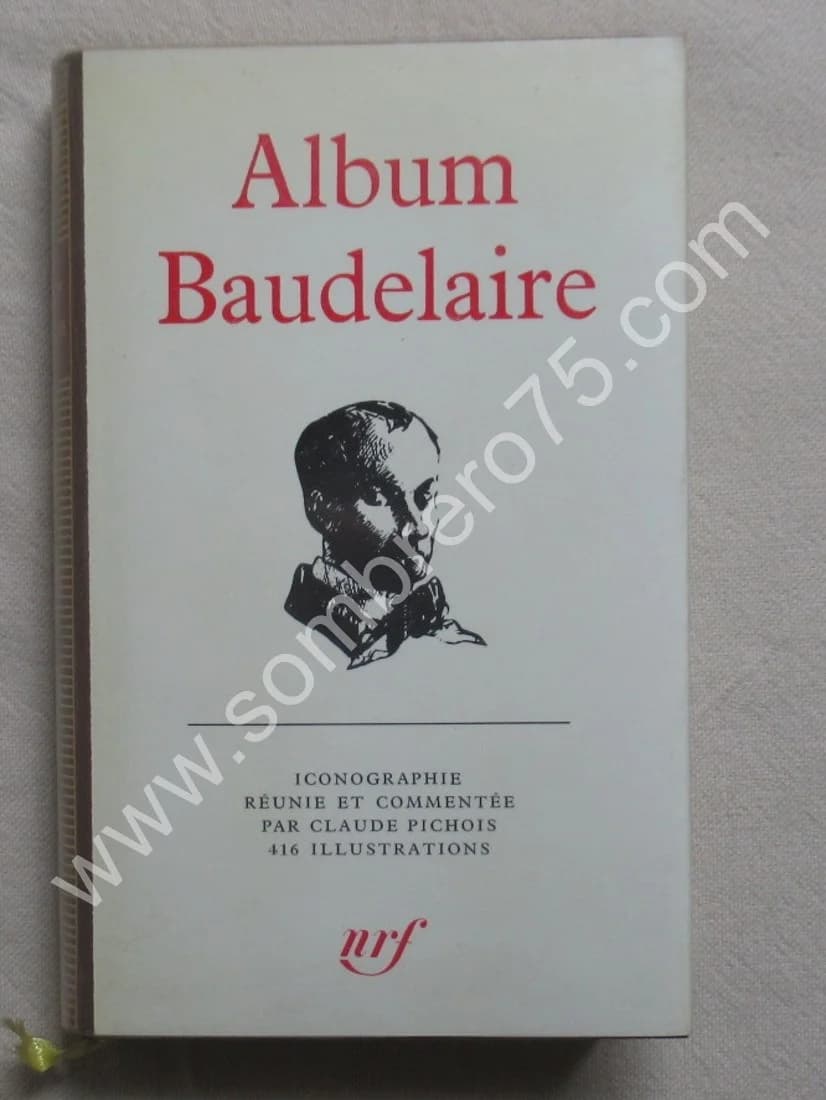 Album
Baudelaire
ICONOGRAPHIE
RÉUNIE ET COMMENTÉE
PAR CLAUDE PICHOIS
416 ILLUSTRATIONS
nrf
www.sombrero75.com